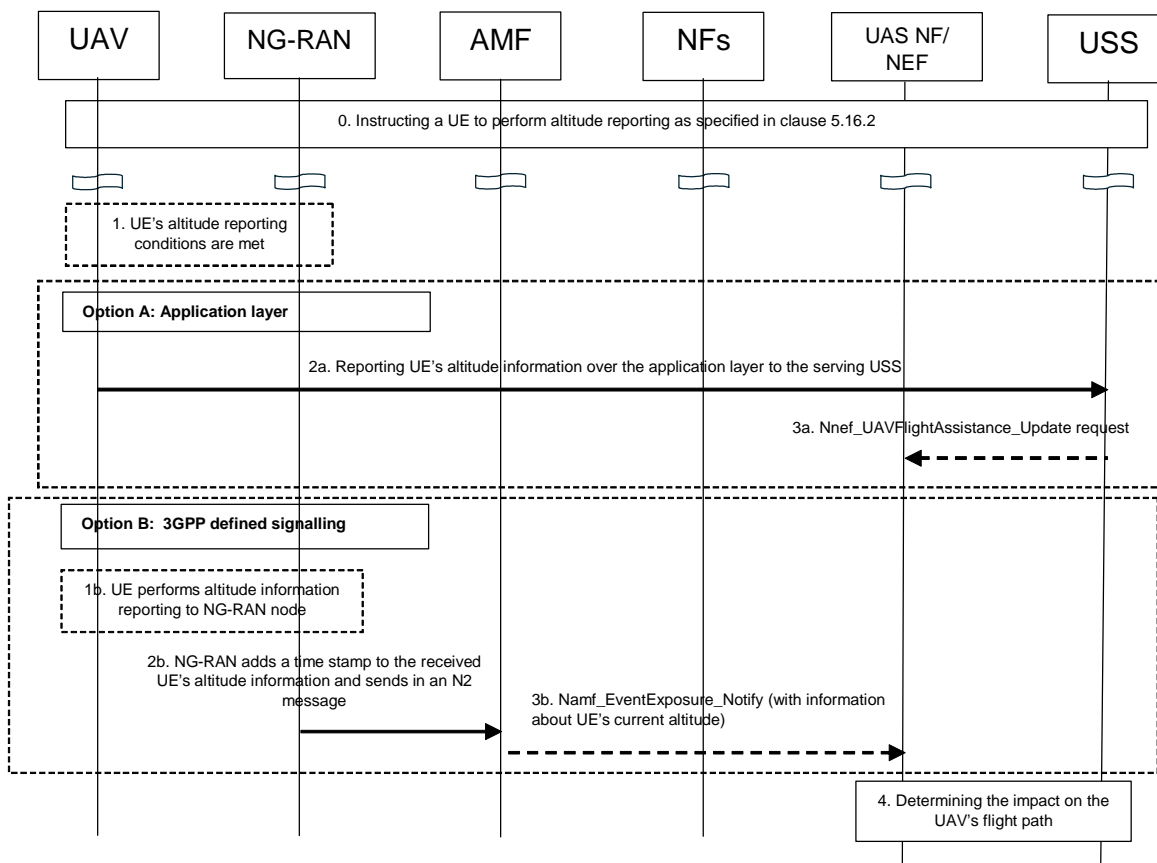 UAV
NG-RAN
AMF
NFs
UAS NF/
NEF
USS
0. Instructing a UE to perform altitude reporting as specified in clause 5.16.2
1. UE's altitude reporting
conditions are met
Option A: Application layer
2a. Reporting UE's altitude information over the application layer to the serving USS
3a. Nnef_UAVFlightAssistance_Update request
Option B:  3GPP defined signalling
1b. UE performs altitude information
reporting to NG-RAN node
2b. NG-RAN adds a time stamp to the received
UE's altitude information and sends in an N2
message
3b. Namf_EventExposure_Notify (with information
about UE's current altitude)
4. Determining the impact on the
UAV's flight path